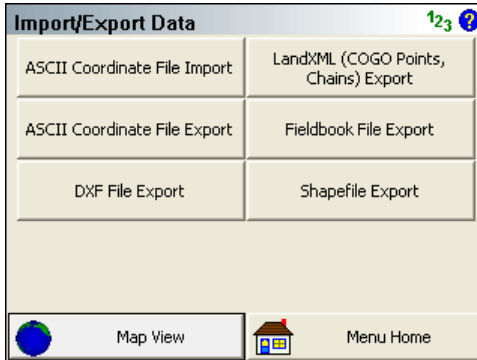 Import/Export Data
123
?
ASCII Coordinate File Import
LandXML (COGO Points,
Chains) Export
ASCII Coordinate File Export
Fieldbook File Export
DXF File Export
Shapefile Export
Map View
Menu Home